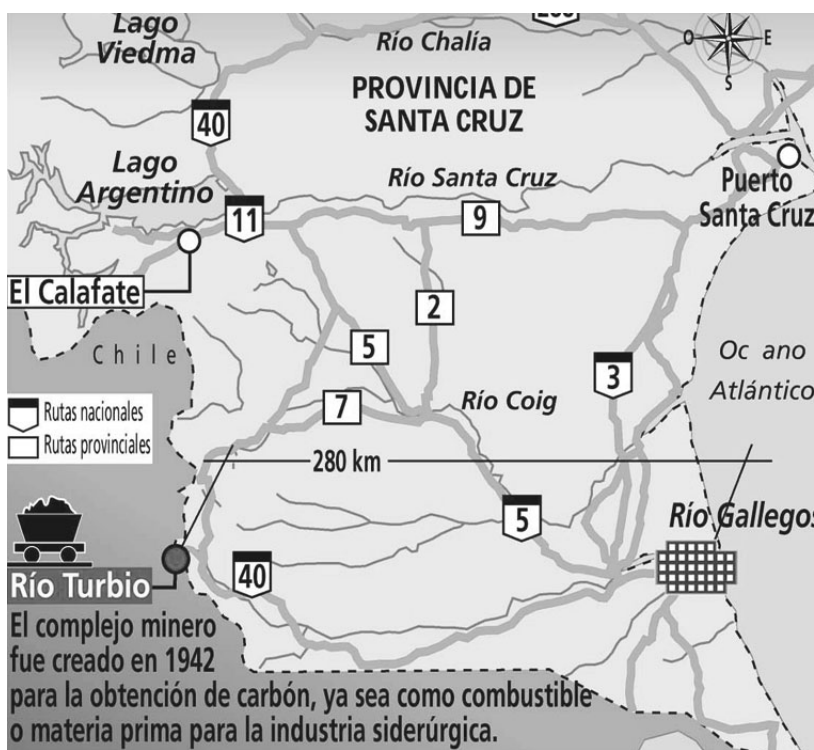 Lago
Viedma
Río Chalía
O
E
S
PROVINCIA DE
SANTA CRUZ
40
Lago
Argentino
Río Santa Cruz
Puerto
Santa Cruz
11
9
El Calafate
2
Chile
5
3
Oc ano
Atlántico
7
Río Coig
Rutas nacionales
Rutas provinciales
280 km
5
Río Gallegos
Río Turbio
40
El complejo minero
fue creado en 1942
para la obtención de carbón, ya sea como combustible
o materia prima para la industria siderúrgica.